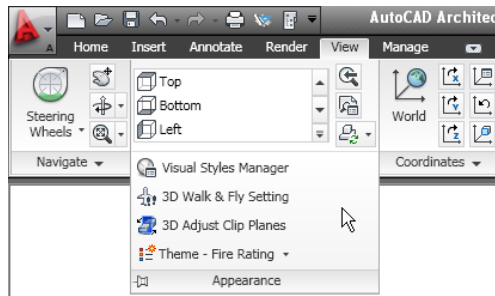 AutoCAD Architec
A Home Insert Annotate Render View Manage
Top
Bottom
Left
Steering
Wheels
World
Navigate
Coordinates
Visual Styles Manager
3D Walk & Fly Setting
3D Adjust Clip Planes
Theme - Fire Rating
Appearance